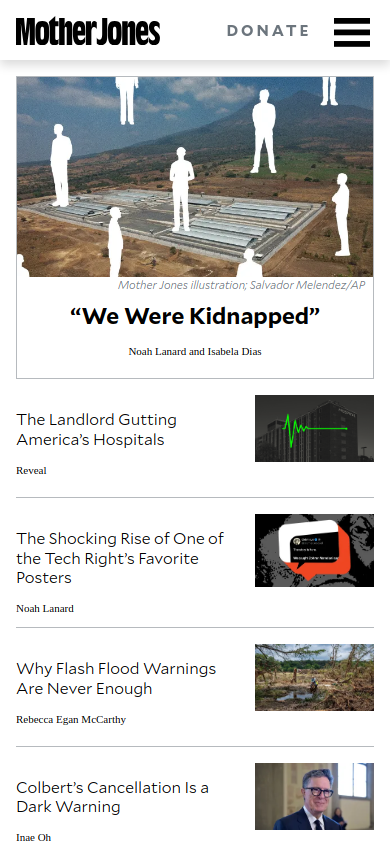 Mother Jones
DONATE
Mother Jones illustration; Salvador Melendez/AP
“We Were Kidnapped”
Noah Lanard and Isabela Dias
The Landlord Gutting
America’s Hospitals
Reveal
The Shocking Rise of One of
the Tech Right’s Favorite
Posters
Noah Lanard
Why Flash Flood Warnings
Are Never Enough
Rebecca Egan McCarthy
Colbert’s Cancellation Is a
Dark Warning
Inae Oh